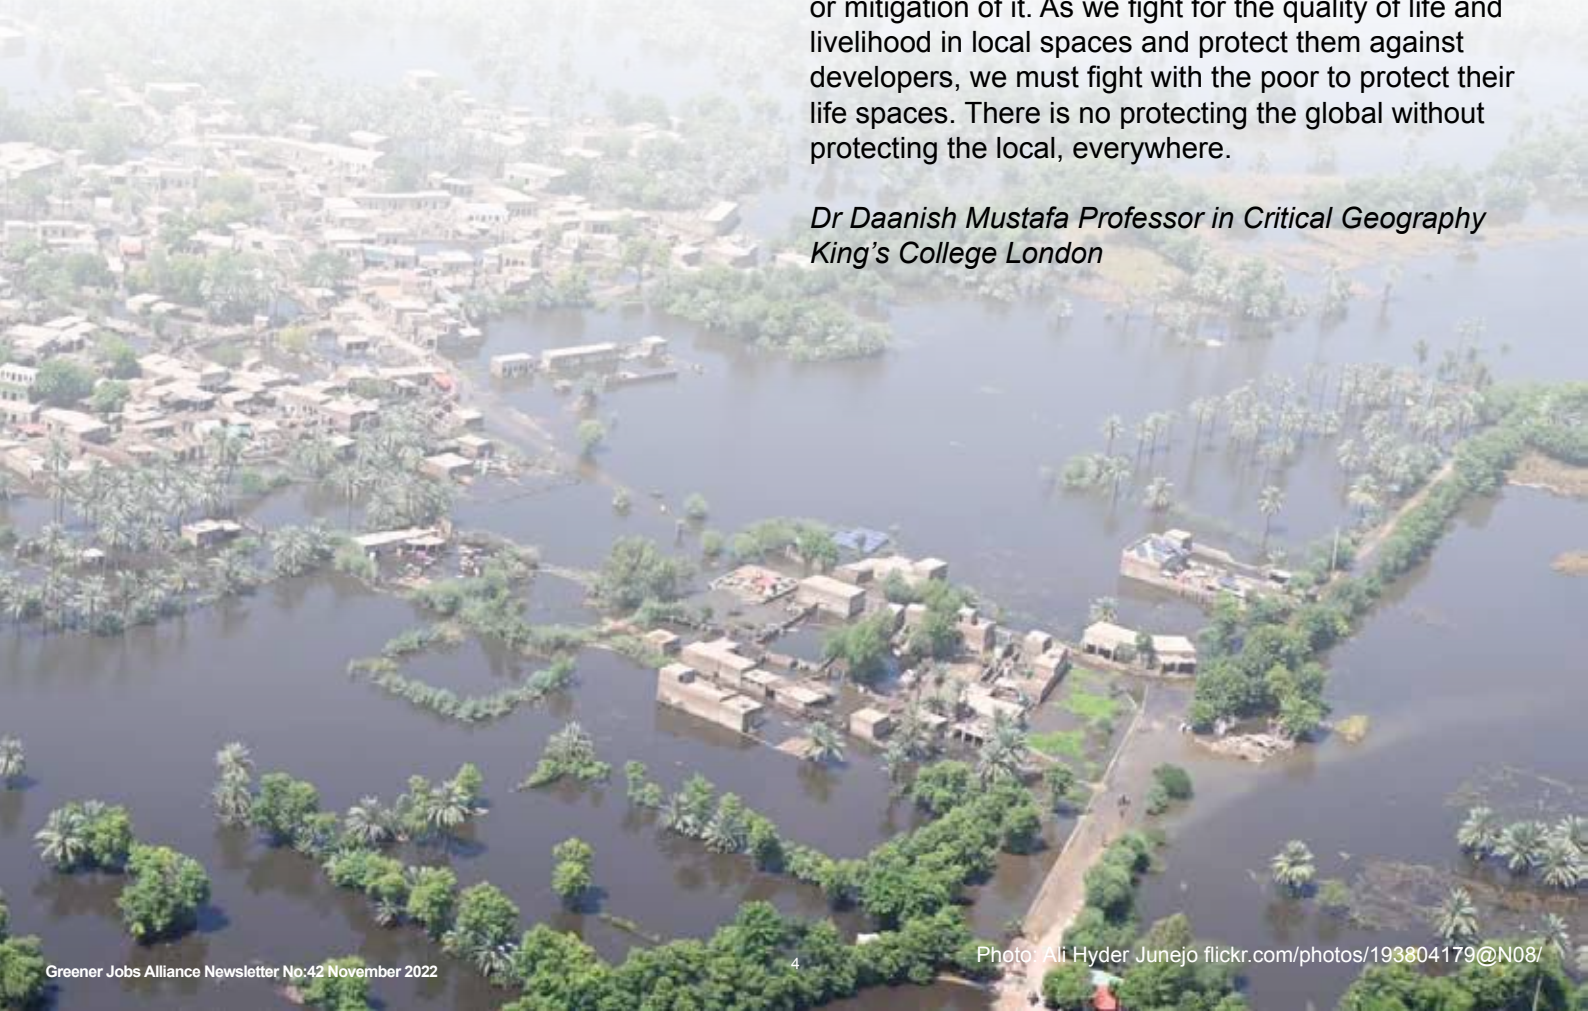 or mitigation of it. As we fight for the quality of life and
livelihood in local spaces and protect them against
developers, we must fight with the poor to protect their
life spaces. There is no protecting the global without
protecting the local, everywhere.
Dr Daanish Mustafa Professor in Critical Geography
King’s College London
Greener Jobs Alliance Newsletter No:42 November 2022
4
Photo: Ali Hyder Junejo flickr.com/photos/193804179@N08/